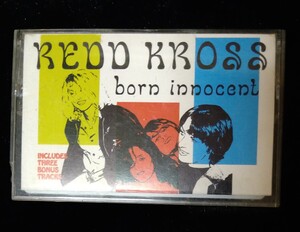 REDD KROSS
born innocent
INCLUDES
THREE
BONUS
TRACKS